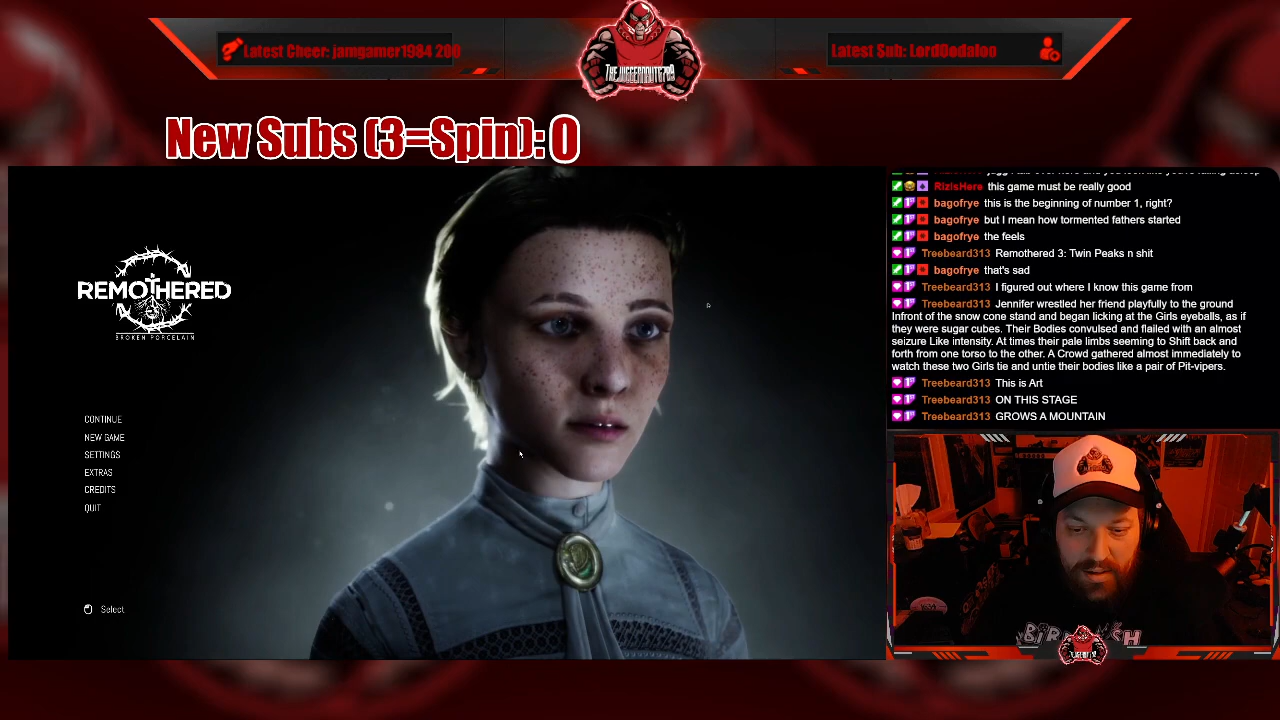 Latest Cheer: jamgamer1984 200
THEJUGGERNAUT6789
Latest Sub: LordOodaloo
New Subs (3=Spin): 0
RizIsHere this game must be really good
bagofrye this is the beginning of number 1, right?
bagofrye but I mean how tormented fathers started
bagofrye the feels
Treebeard313 Remothered 3: Twin Peaks n shit
bagofrye that's sad
Treebeard313 I figured out where I know this game from
Treebeard313 Jennifer wrestled her friend playfully to the ground
Infront of the snow cone stand and began licking at the Girls eyeballs, as if
they were sugar cubes. Their Bodies convulsed and flailed with an almost
seizure Like intensity. At times their pale limbs seeming to Shift back and
forth from one torso to the other. A Crowd gathered almost immediately to
watch these two Girls tie and untie their bodies like a pair of Pit-vipers.
Treebeard313 This is Art
Treebeard313 ON THIS STAGE
Treebeard313 GROWS A MOUNTAIN
REMOTHERED
BROKEN PORCELAIN
CONTINUE
NEW GAME
SETTINGS
EXTRAS
CREDITS
QUIT
Select